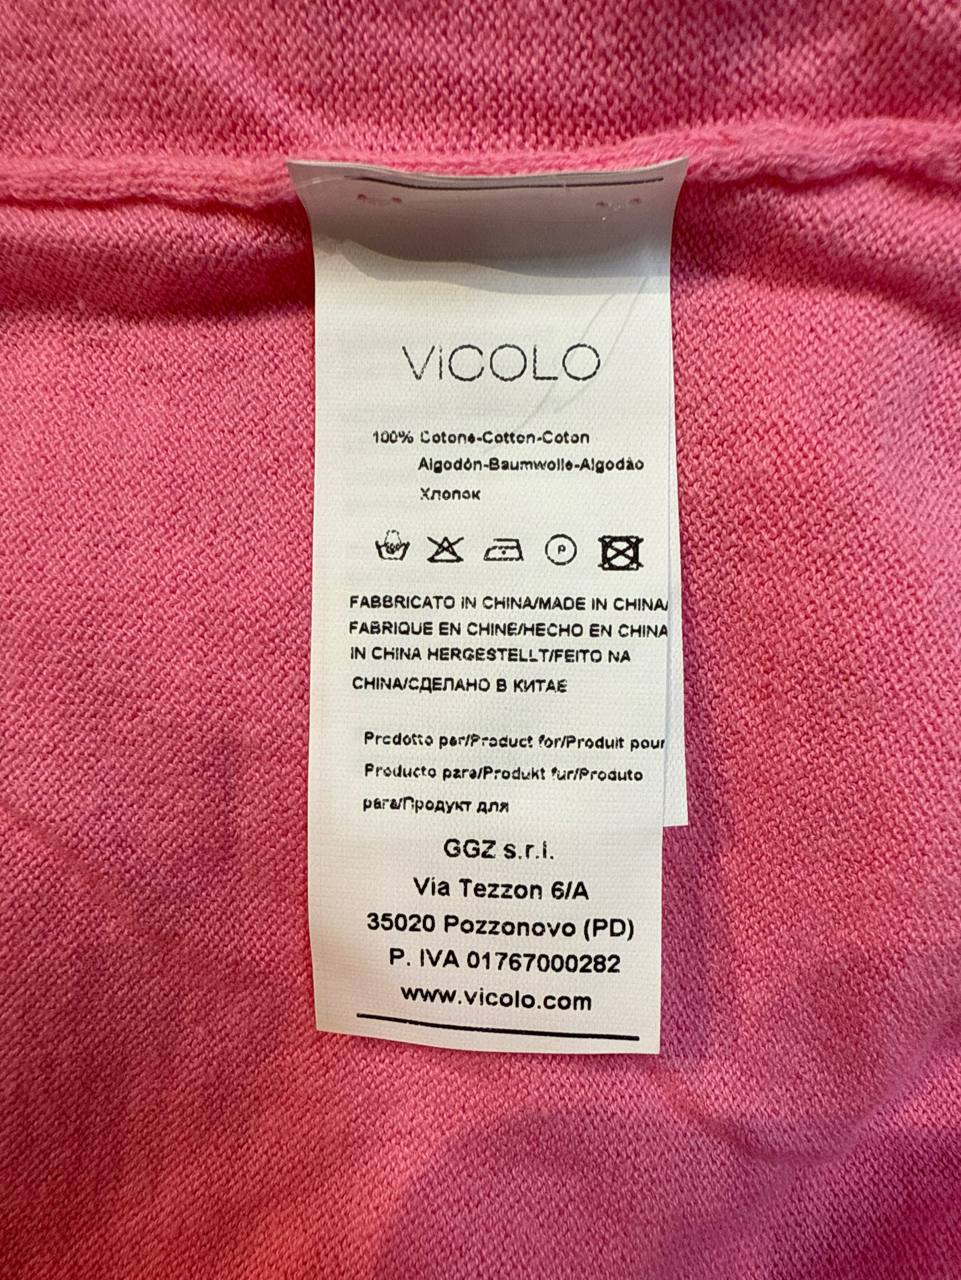 ViCOLO
100% Cotone-Cotton-Coton
Algodón-Baumwolle-Algodão
Хлопок
P
FABBRICATO IN CHINA/MADE IN CHINA/
FABRIQUE EN CHINE/HECHO EN CHINA
IN CHINA HERGESTELLT/FEITO NA
CHINA/СДЕЛАНО В КИТАЕ
Prodotto per/Product for/Produit pour
Producto para/Produkt fur/Produto
para/Продукт для
GGZ s.r.l.
Via Tezzon 6/A
35020 Pozzonovo (PD)
P. IVA 01767000282
www.vicolo.com